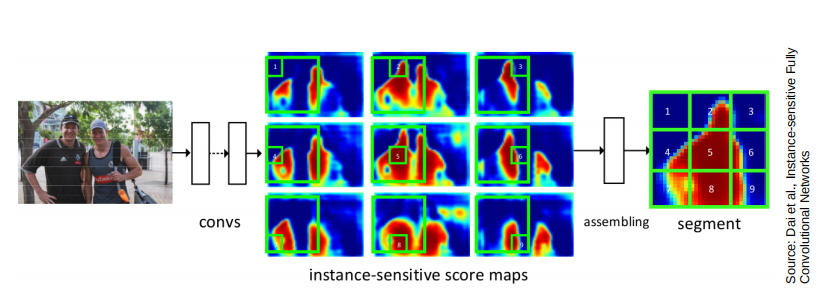 convs
1
2
3
4
5
6
8
9
instance-sensitive score maps
assembling
1
2
3
4
5
6
7
8
9
segment
Source: Dai et al., Instance-sensitive Fully
Convolutional Networks